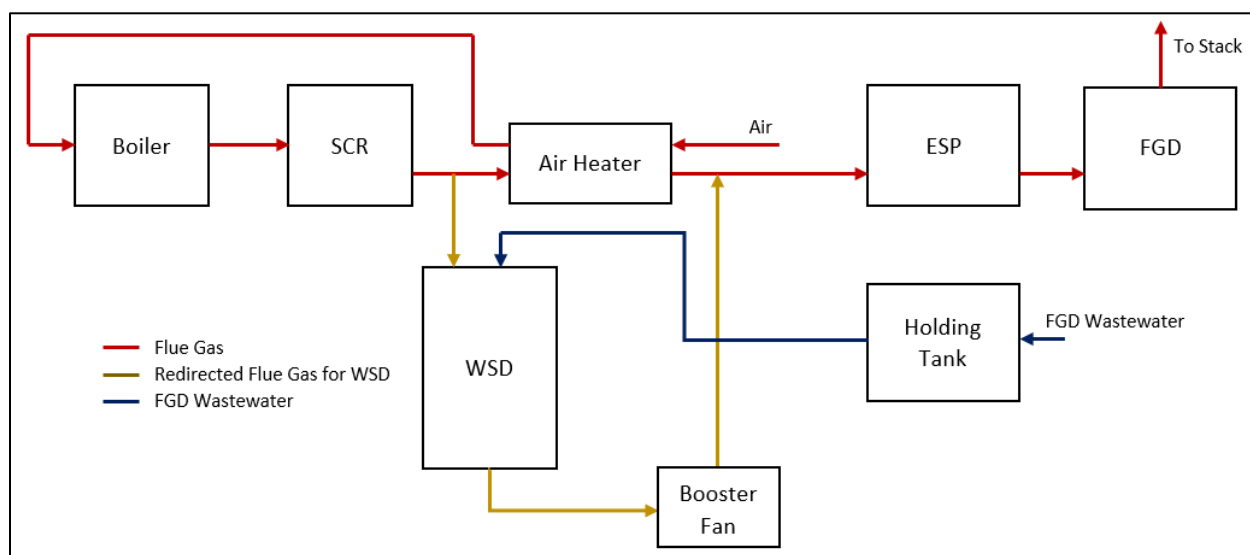 To Stack
Boiler
SCR
Air Heater
Air
ESP
FGD
WSD
Holding
Tank
FGD Wastewater
Flue Gas
Redirected Flue Gas for WSD
FGD Wastewater
Booster
Fan